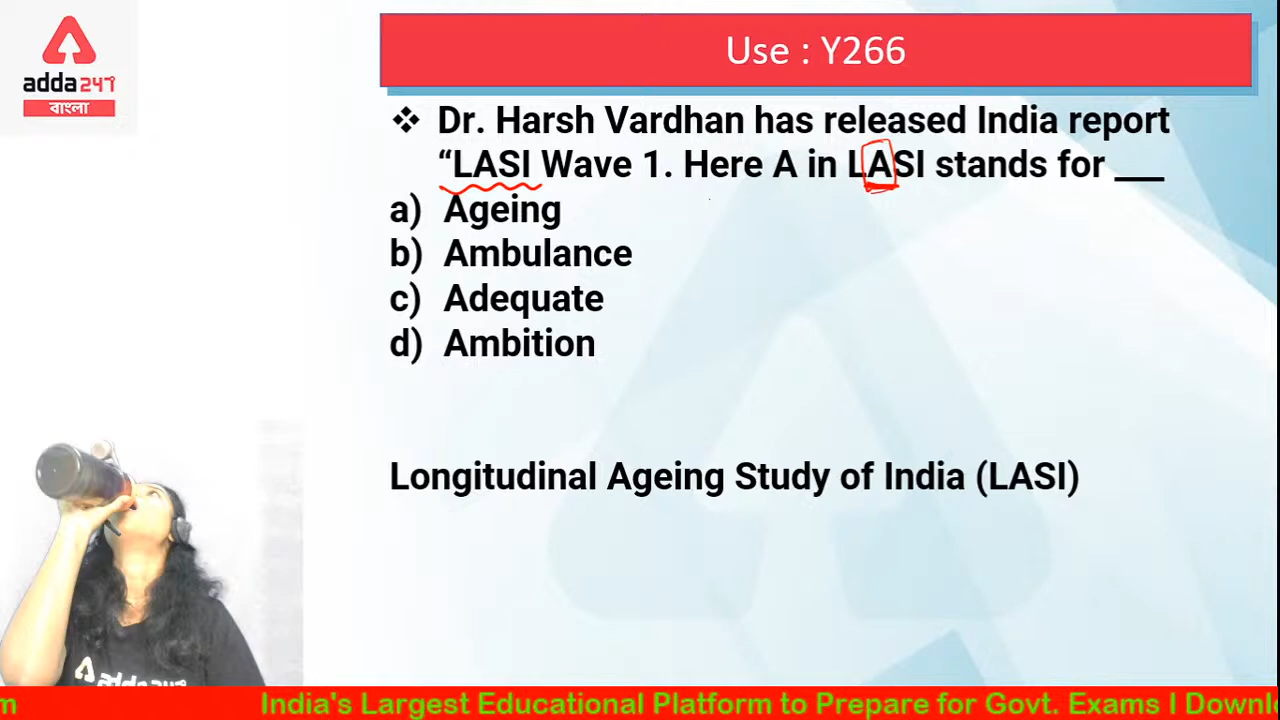 adda247
বাংলা
Use : Y266
❖ Dr. Harsh Vardhan has released India report
“LASI Wave 1. Here A in LASI stands for ___
a) Ageing
b) Ambulance
c) Adequate
d) Ambition
Longitudinal Ageing Study of India (LASI)
adda247
m India's Largest Educational Platform to Prepare for Govt. Exams I Downl